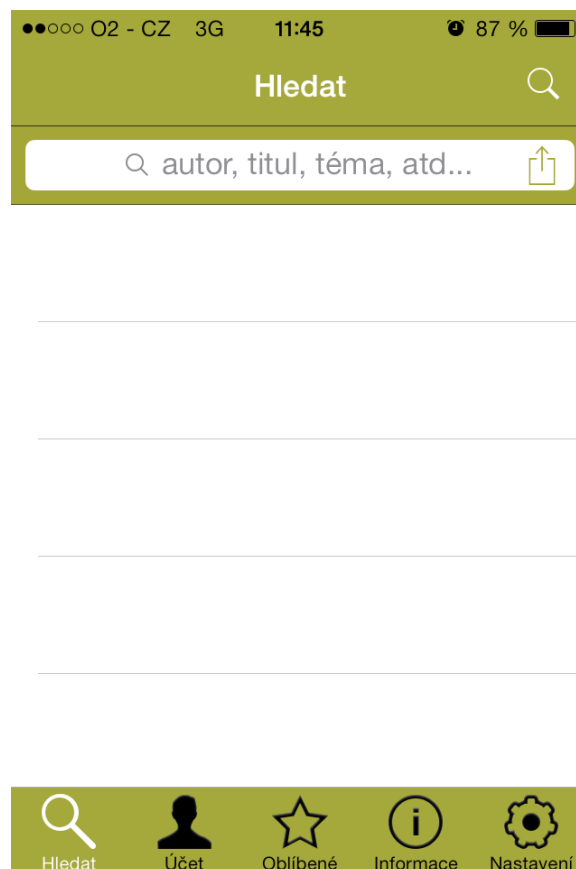 O2 - CZ 3G 11:45 87 %
Hledat
autor, titul, téma, atd...
Hledat Účet Oblíbené Informace Nastavení